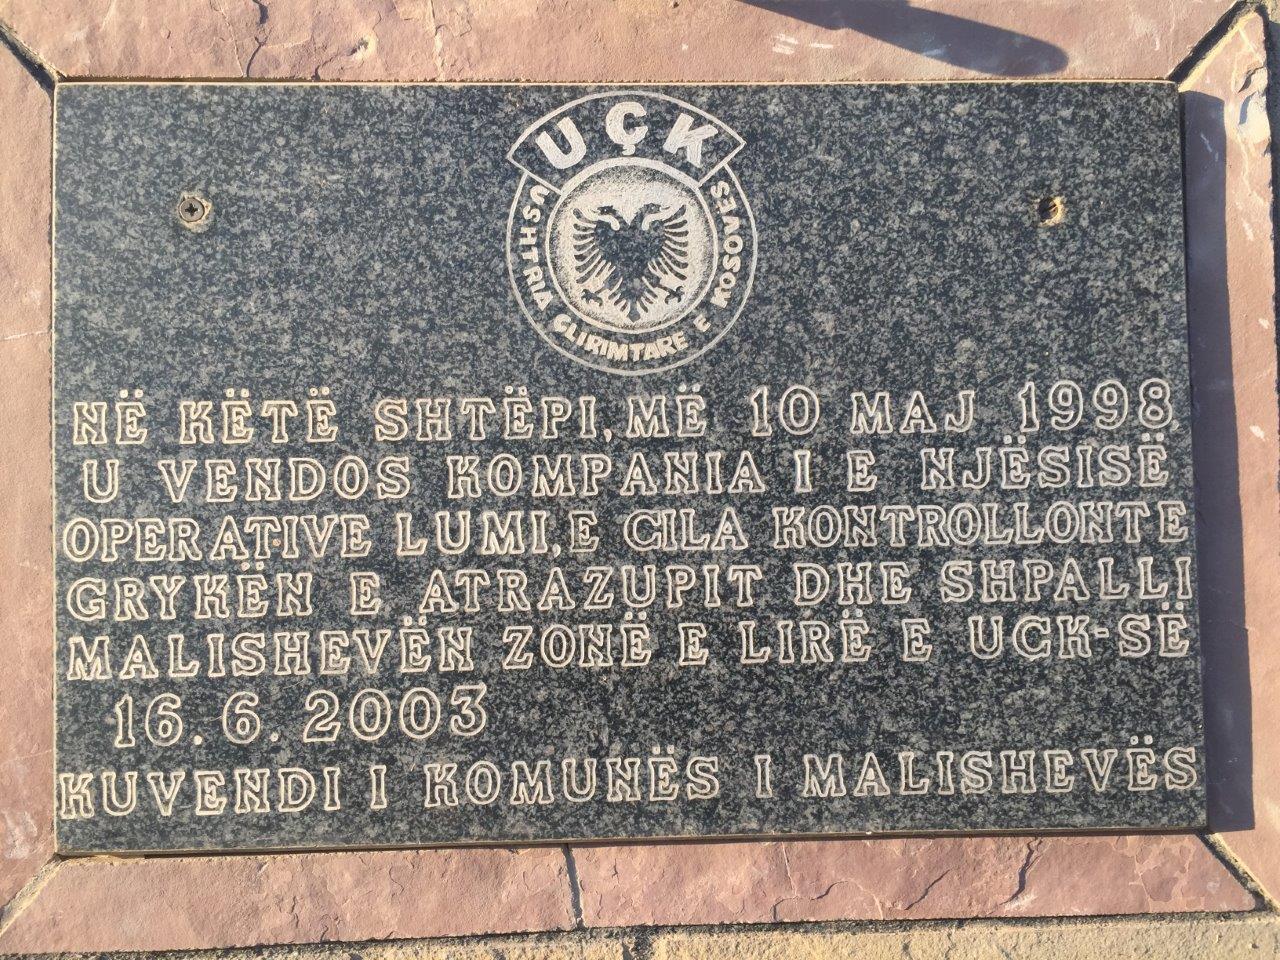 UÇK
USHTRIA ÇLIRIMTARE E KOSOVËS
NË KËTË SHTËPI, MË 10 MAJ 1998
U VENDOS KOMPANIA I E NJËSISË
OPERATIVE LUMI, E CILA KONTROLLONTE
GRYKËN E ATRAZUPIT DHE SHPALLI
MALISHEVËN ZONË E LIRË E UCK-SË
16.6.2003
KUVENDI I KOMUNËS I MALISHEVËS